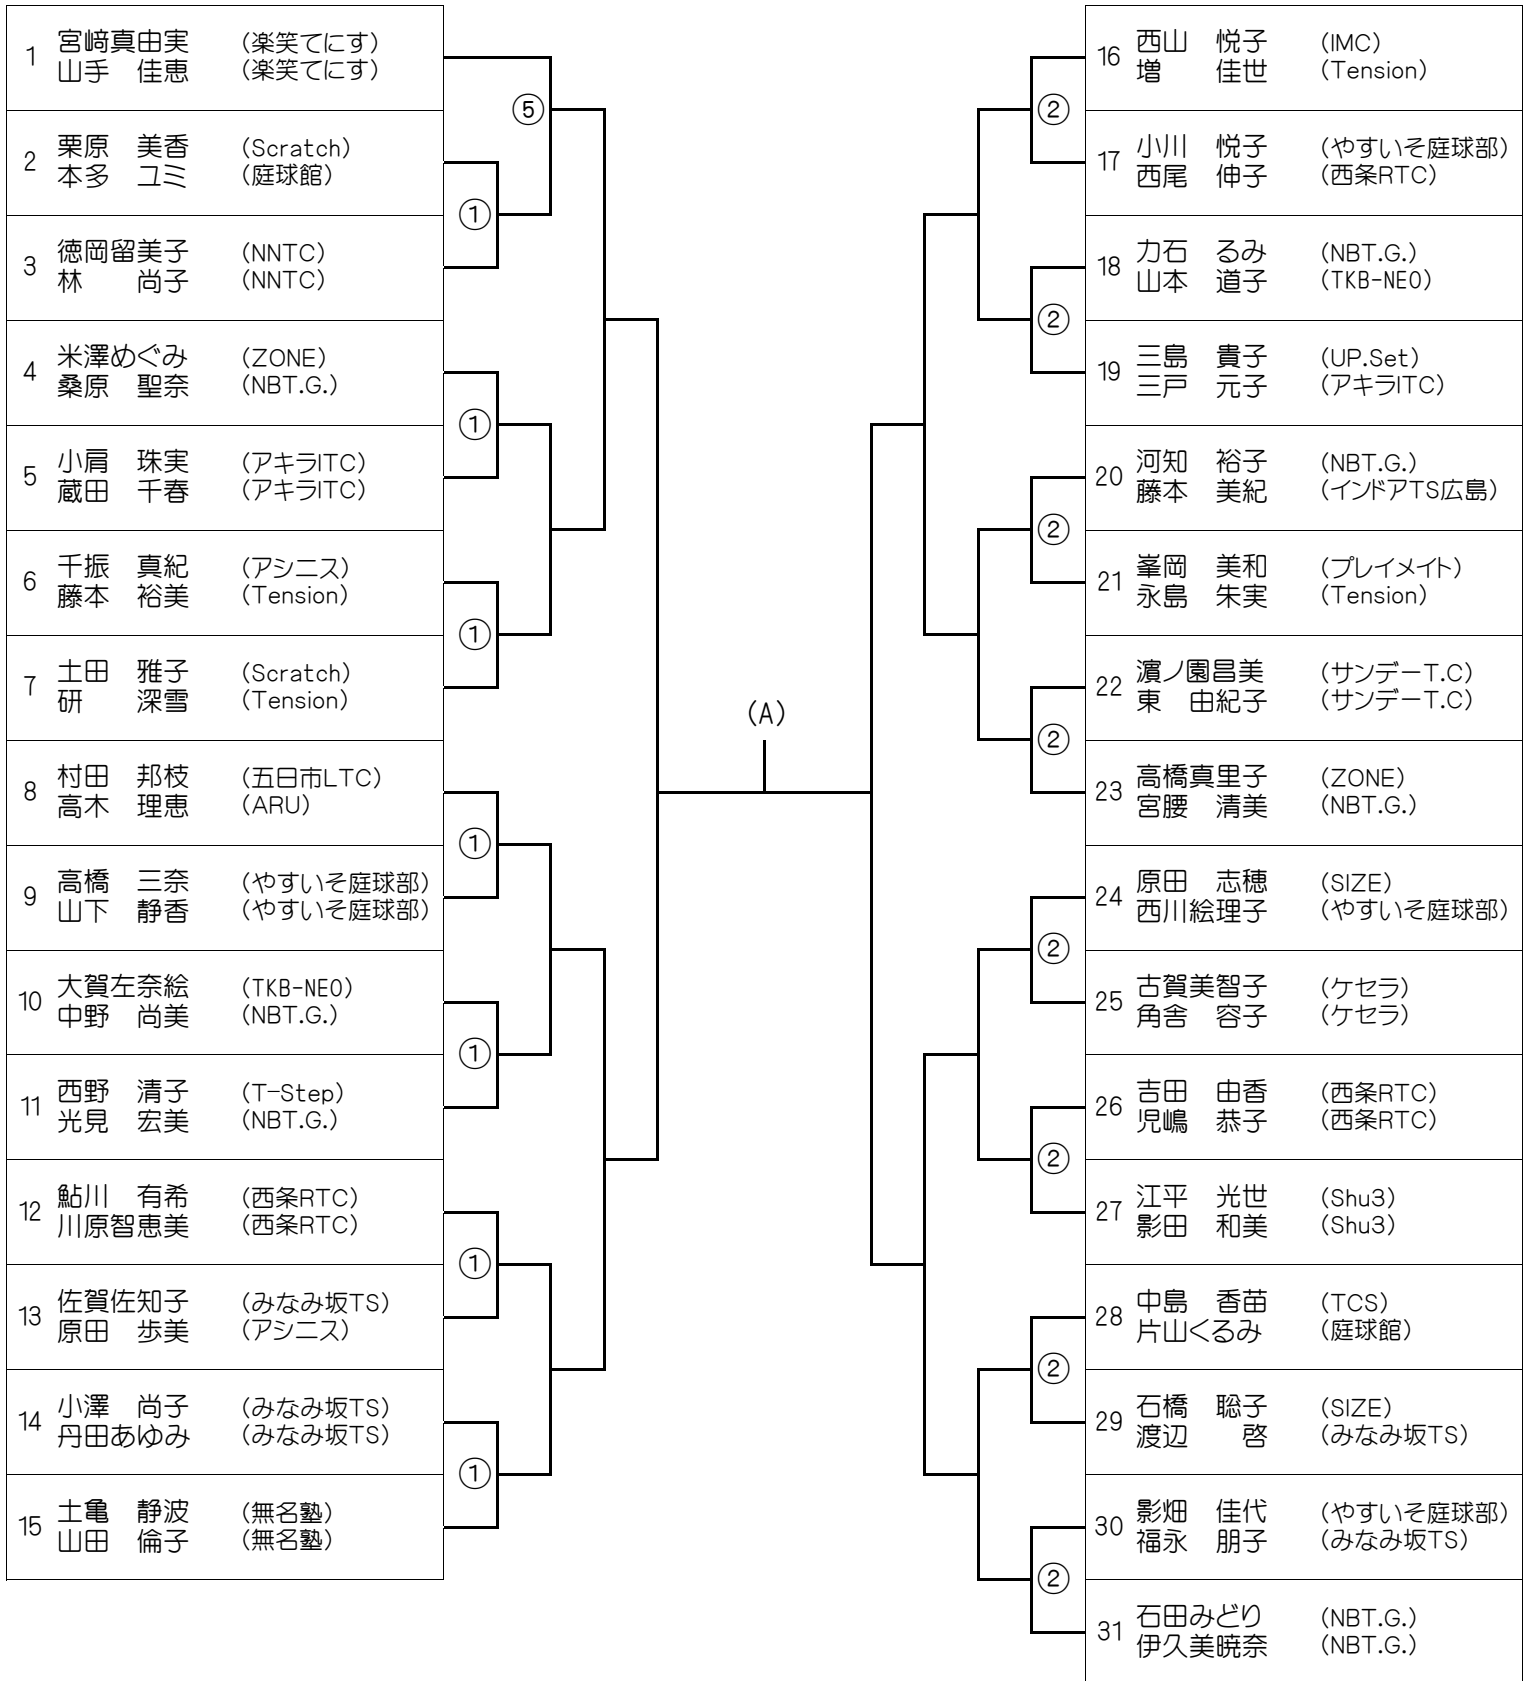 1 宮﨑真由実 (楽笑てにす)
山手 佳恵 (楽笑てにす)
2 栗原 美香 (Scratch)
本多 ユミ (庭球館)
3 徳岡留美子 (NNTC)
林 尚子 (NNTC)
4 米澤めぐみ (ZONE)
桑原 聖奈 (NBT.G.)
5 小肩 珠実 (アキラITC)
蔵田 千春 (アキラITC)
6 千振 真紀 (アシニス)
藤本 裕美 (Tension)
7 土田 雅子 (Scratch)
研 深雪 (Tension)
8 村田 邦枝 (五日市LTC)
高木 理恵 (ARU)
9 高橋 三奈 (やすいそ庭球部)
山下 静香 (やすいそ庭球部)
10 大賀左奈絵 (TKB-NEO)
中野 尚美 (NBT.G.)
11 西野 清子 (T-Step)
光見 宏美 (NBT.G.)
12 鮎川 有希 (西条RTC)
川原智恵美 (西条RTC)
13 佐賀佐知子 (みなみ坂TS)
原田 歩美 (アシニス)
14 小澤 尚子 (みなみ坂TS)
丹田あゆみ (みなみ坂TS)
15 土亀 静波 (無名塾)
山田 倫子 (無名塾)
⑤
①
①
①
①
①
①
①
(A)
②
②
②
②
②
②
②
②
16 西山 悦子 (IMC)
増 佳世 (Tension)
17 小川 悦子 (やすいそ庭球部)
西尾 伸子 (西条RTC)
18 力石 るみ (NBT.G.)
山本 道子 (TKB-NEO)
19 三島 貴子 (UP.Set)
三戸 元子 (アキラITC)
20 河知 裕子 (NBT.G.)
藤本 美紀 (インドアTS広島)
21 峯岡 美和 (プレイメイト)
永島 朱実 (Tension)
22 濱ノ園昌美 (サンデーT.C)
東 由紀子 (サンデーT.C)
23 高橋真里子 (ZONE)
宮腰 清美 (NBT.G.)
24 原田 志穂 (SIZE)
西川絵理子 (やすいそ庭球部)
25 古賀美智子 (ケセラ)
角舎 容子 (ケセラ)
26 吉田 由香 (西条RTC)
児嶋 恭子 (西条RTC)
27 江平 光世 (Shu3)
影田 和美 (Shu3)
28 中島 香苗 (TCS)
片山くるみ (庭球館)
29 石橋 聡子 (SIZE)
渡辺 啓 (みなみ坂TS)
30 影畑 佳代 (やすいそ庭球部)
福永 朋子 (みなみ坂TS)
31 石田みどり (NBT.G.)
伊久美暁奈 (NBT.G.)